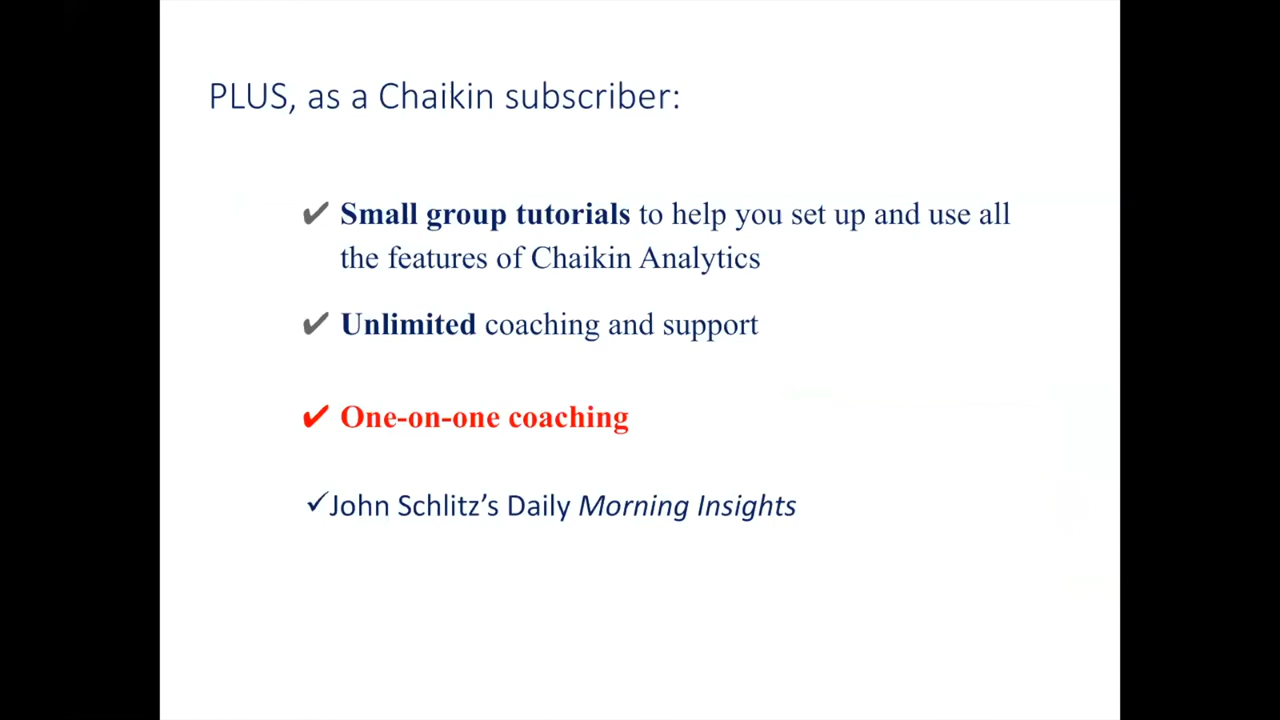 PLUS, as a Chaikin subscriber:
✔ Small group tutorials to help you set up and use all
the features of Chaikin Analytics
✔ Unlimited coaching and support
✔ One-on-one coaching
✓John Schlitz’s Daily Morning Insights